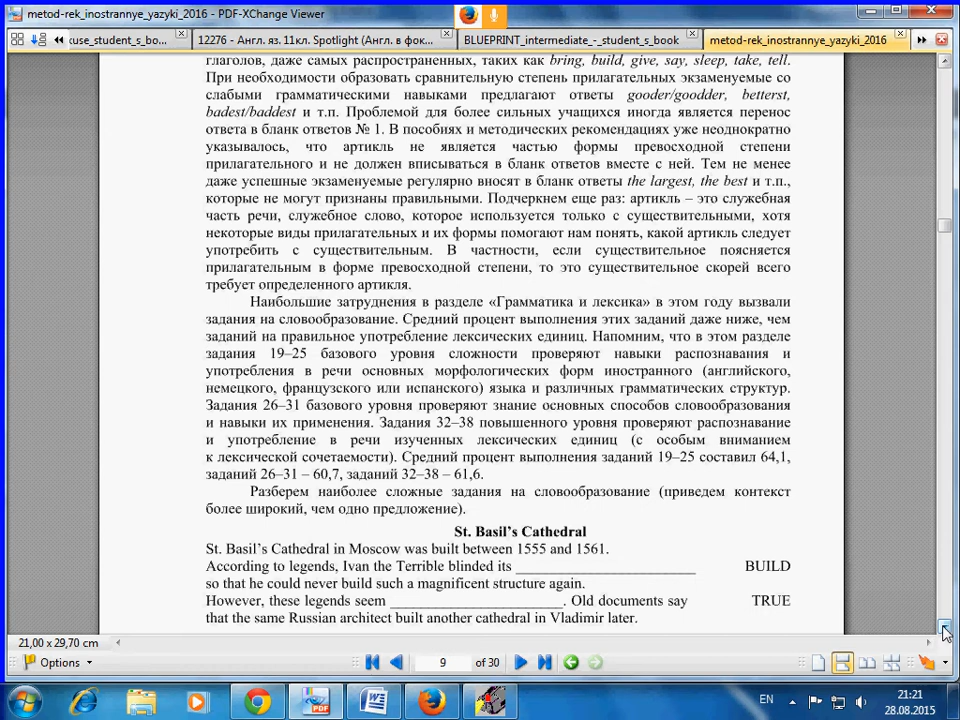 metod-rek_inostrannye_yazyki_2016 - PDF-XChange Viewer
kuse_student_s_bo...
12276 - Англ. яз. 11кл. Spotlight (Англ. в фок...
BLUEPRINT_intermediate_-_student_s_book
metod-rek_inostrannye_yazyki_2016
глаголов, даже самых распространенных, таких как bring, build, give, say, sleep, take, tell.
При необходимости образовать сравнительную степень прилагательных экзаменуемые со
слабыми грамматическими навыками предлагают ответы gooder/goodder, betterst,
badest/baddest и т.п. Проблемой для более сильных учащихся иногда является перенос
ответа в бланк ответов № 1. В пособиях и методических рекомендациях уже неоднократно
указывалось, что артикль не является частью формы превосходной степени
прилагательного и не должен вписываться в бланк ответов вместе с ней. Тем не менее
даже успешные экзаменуемые регулярно вносят в бланк ответы the largest, the best и т.п.,
которые не могут признаны правильными. Подчеркнем еще раз: артикль – это служебная
часть речи, служебное слово, которое используется только с существительными, хотя
некоторые виды прилагательных и их формы помогают нам понять, какой артикль следует
употребить с существительным. В частности, если существительное поясняется
прилагательным в форме превосходной степени, то это существительное скорей всего
требует определенного артикля.
Наибольшие затруднения в разделе «Грамматика и лексика» в этом году вызвали
задания на словообразование. Средний процент выполнения этих заданий даже ниже, чем
заданий на правильное употребление лексических единиц. Напомним, что в этом разделе
задания 19–25 базового уровня сложности проверяют навыки распознавания и
употребления в речи основных морфологических форм иностранного (английского,
немецкого, французского или испанского) языка и различных грамматических структур.
Задания 26–31 базового уровня проверяют знание основных способов словообразования
и навыки их применения. Задания 32–38 повышенного уровня проверяют распознавание
и употребление в речи изученных лексических единиц (с особым вниманием
к лексической сочетаемости). Средний процент выполнения заданий 19–25 составил 64,1,
заданий 26–31 – 60,7, заданий 32–38 – 61,6.
Разберем наиболее сложные задания на словообразование (приведем контекст
более широкий, чем одно предложение).
St. Basil's Cathedral
St. Basil's Cathedral in Moscow was built between 1555 and 1561.
According to legends, Ivan the Terrible blinded its ________________________ BUILD
so that he could never build such a magnificent structure again.
However, these legends seem _______________________. Old documents say TRUE
that the same Russian architect built another cathedral in Vladimir later.
21,00 x 29,70 cm
Options
9 of 30
EN
21:21
28.08.2015